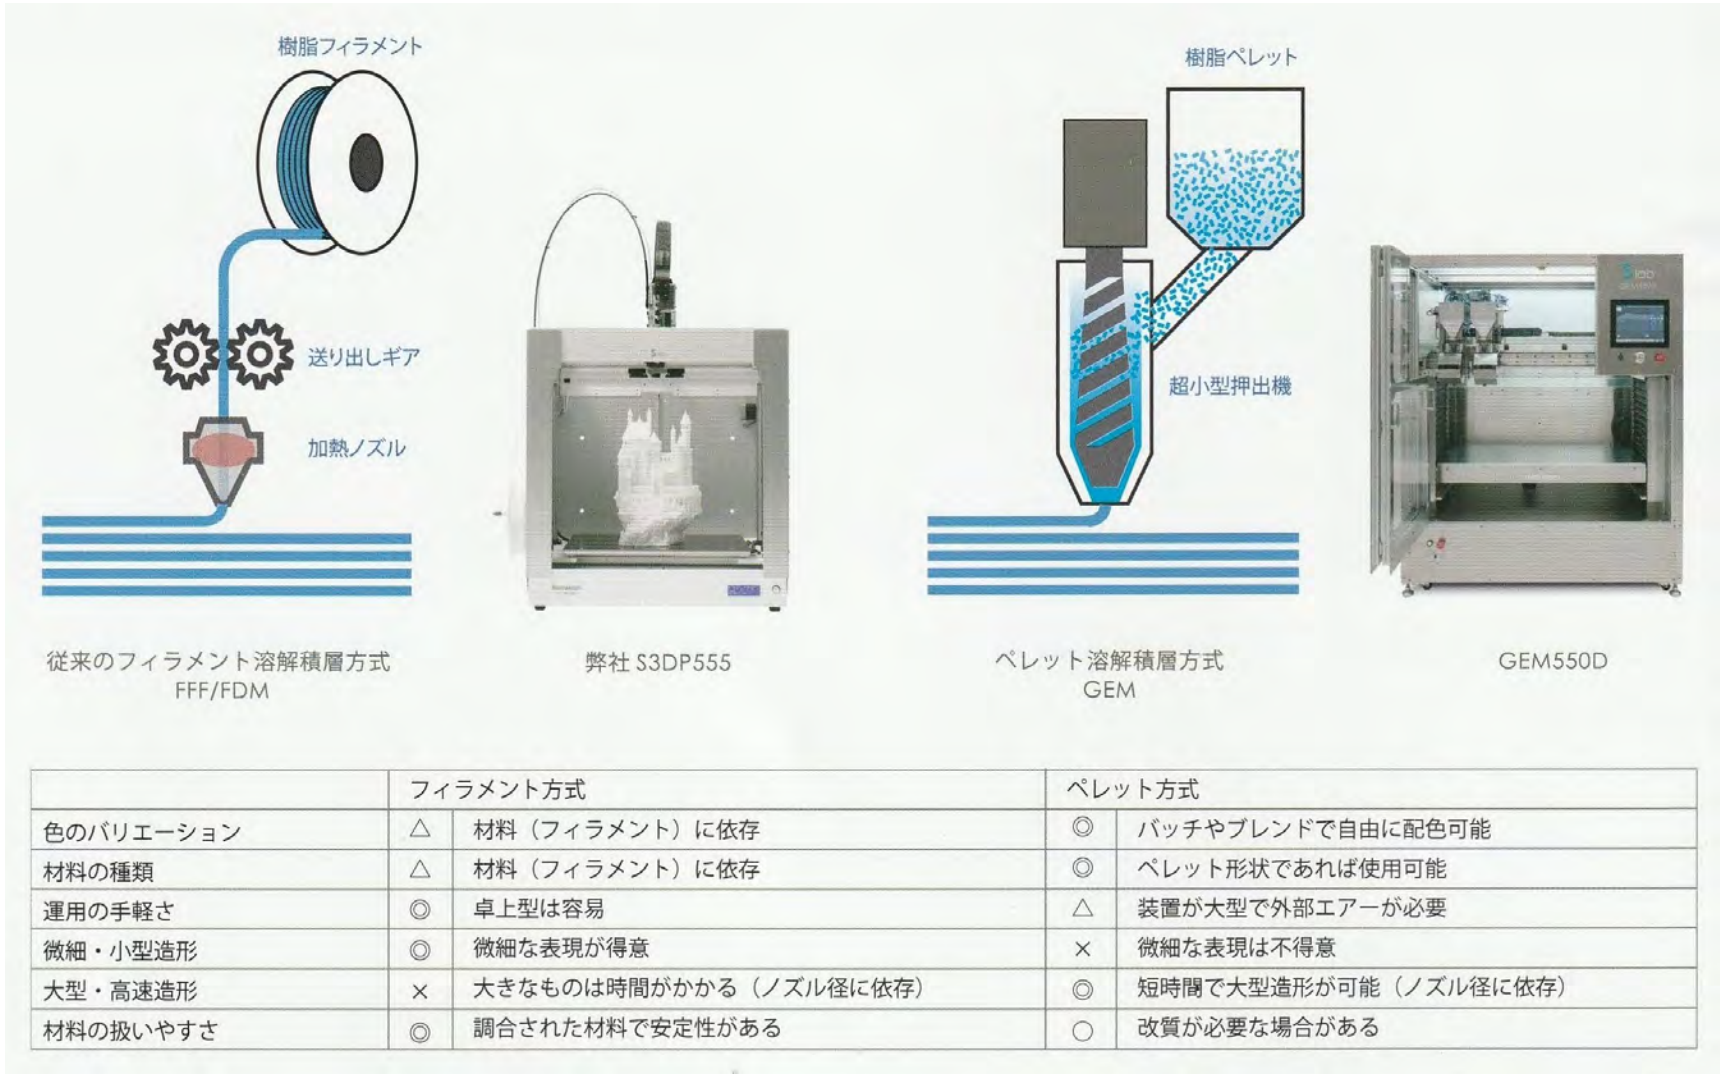 樹脂フィラメント
送り出しギア
加熱ノズル
樹脂ペレット
超小型押出機
S lab
従来のフィラメント溶解積層方式
FFF/FDM
弊社 S3DP555
ペレット溶解積層方式
GEM
GEM550D
フィラメント方式 ペレット方式
色のバリエーション △ 材料（フィラメント）に依存 ◎ バッチやブレンドで自由に配色可能
材料の種類 △ 材料（フィラメント）に依存 ◎ ペレット形状であれば使用可能
運用の手軽さ ◎ 卓上型は容易 △ 装置が大型で外部エアーが必要
微細・小型造形 ◎ 微細な表現が得意 × 微細な表現は不得意
大型・高速造形 × 大きなものは時間がかかる（ノズル径に依存） ◎ 短時間で大型造形が可能（ノズル径に依存）
材料の扱いやすさ ◎ 調合された材料で安定性がある ○ 改質が必要な場合がある